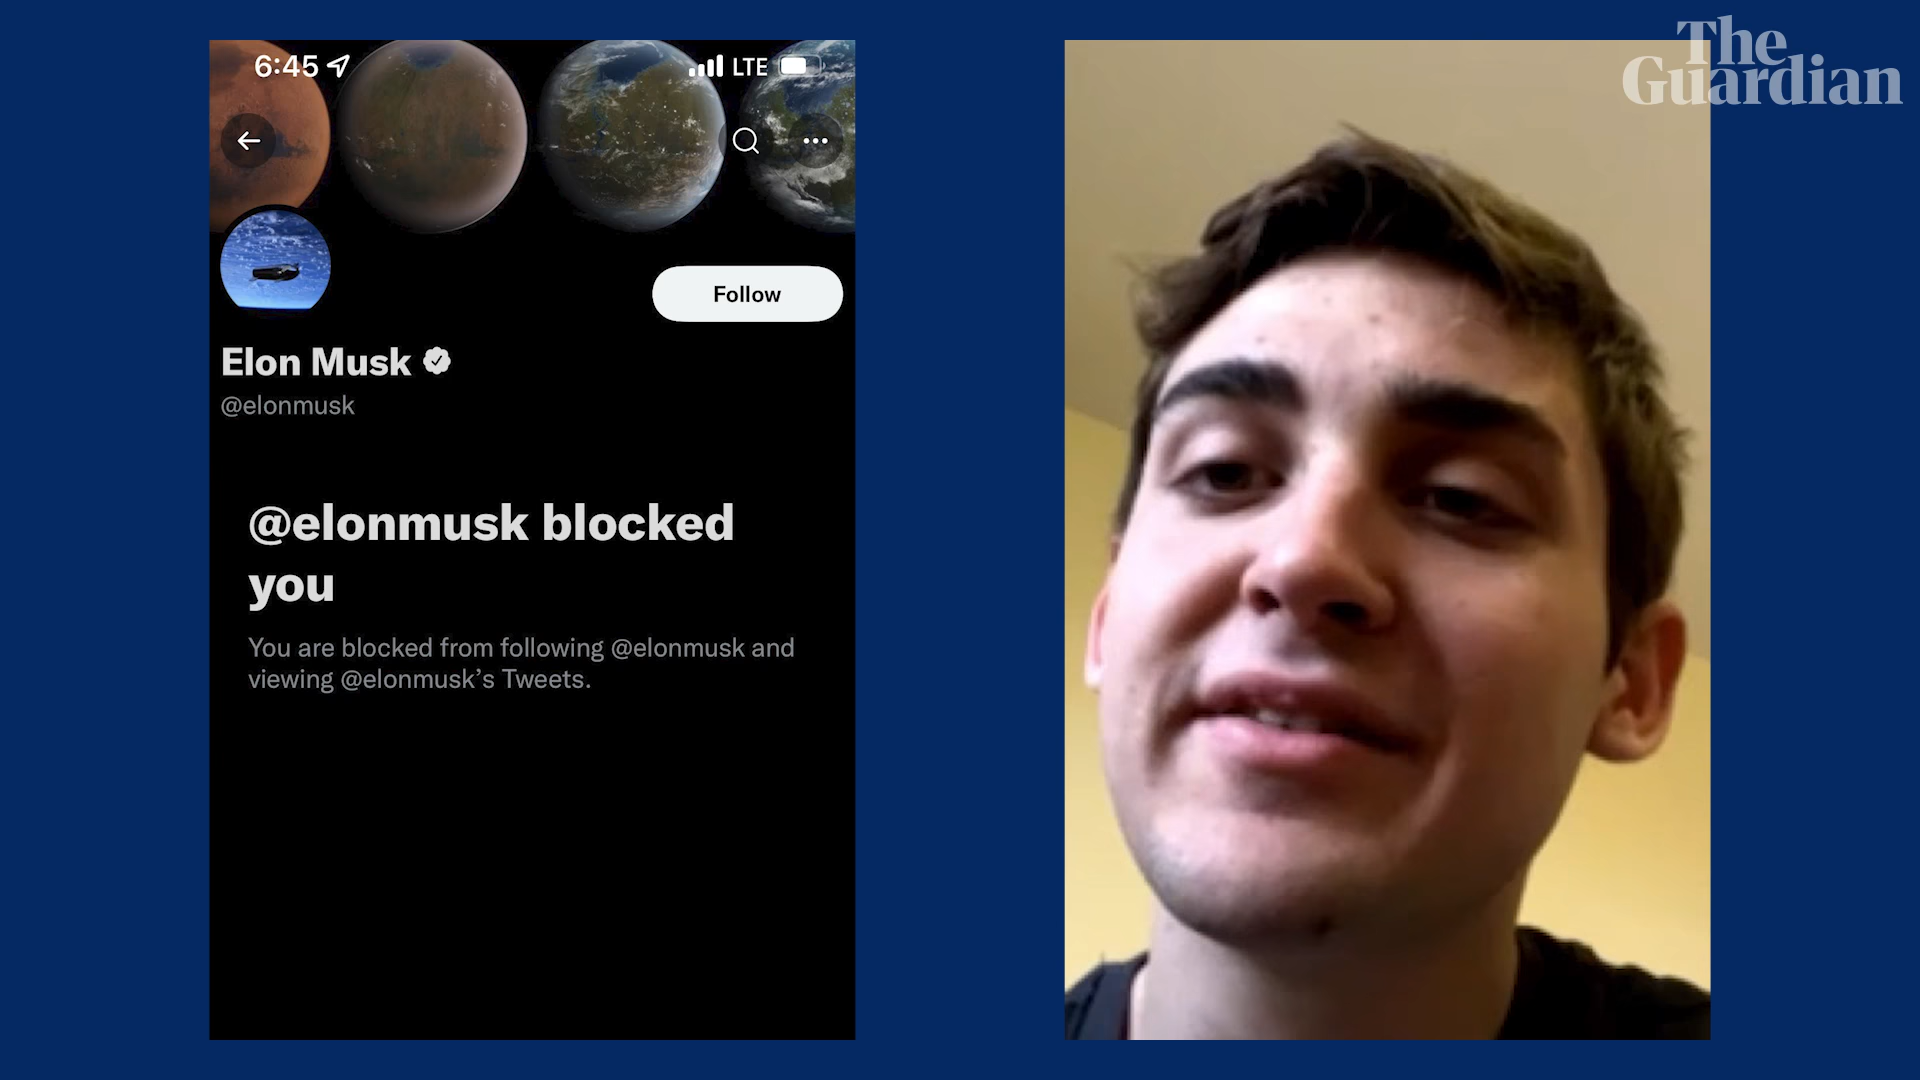 The
Guardian
6:45
LTE
Follow
Elon Musk
@elonmusk
@elonmusk blocked
you
You are blocked from following @elonmusk and
viewing @elonmusk’s Tweets.